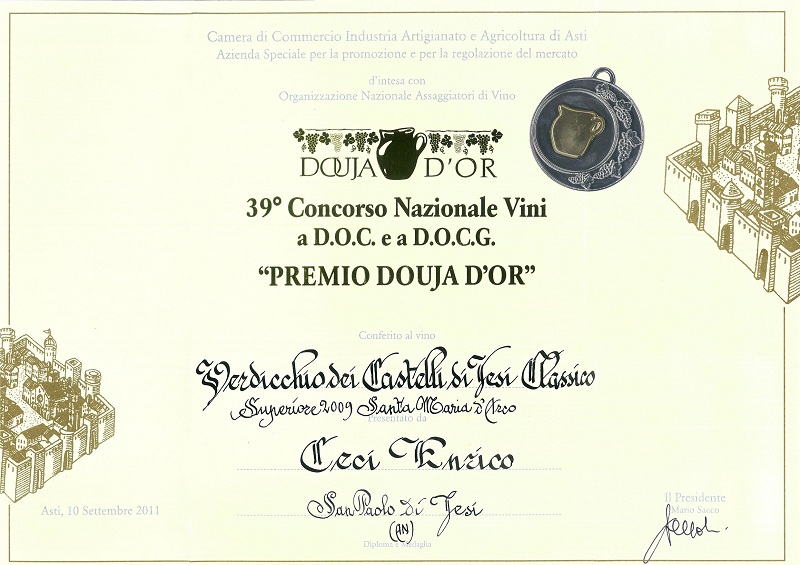 Camera di Commercio Industria Artigianato e Agricoltura di Asti
Azienda Speciale per la promozione e per la regolazione del mercato
d'intesa con
Organizzazione Nazionale Assaggiatori di Vino
DOUJA D'OR
39° Concorso Nazionale Vini
a D.O.C. e a D.O.C.G.
“PREMIO DOUJA D'OR”
Conferito al vino
Verdicchio dei Castelli di Jesi Classico
Superiore 2009 Santa Maria d'Arco
Presentato da
Ceci Enrico
San Paolo di Jesi
(AN)
Asti, 10 Settembre 2011
Il Presidente
Mario Sacco
Diploma e Medaglia